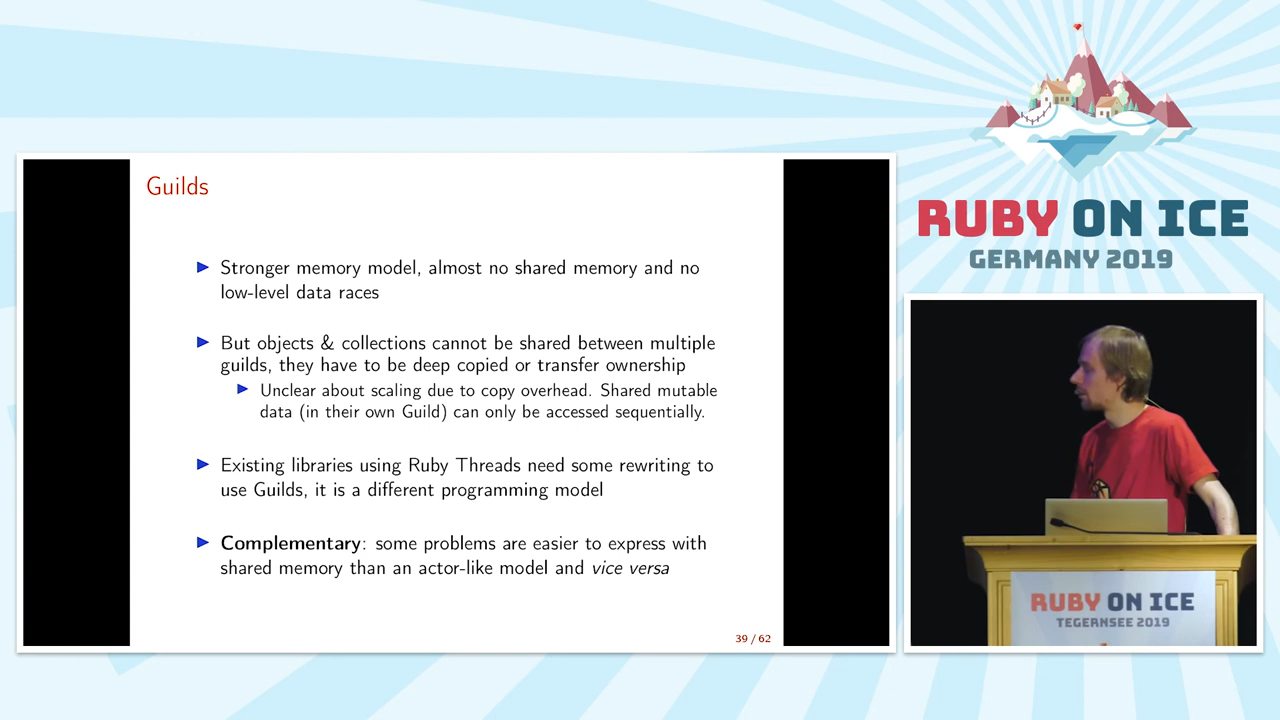 RUBY ON ICE
GERMANY 2019
Guilds
Stronger memory model, almost no shared memory and no
low-level data races
But objects & collections cannot be shared between multiple
guilds, they have to be deep copied or transfer ownership
Unclear about scaling due to copy overhead. Shared mutable
data (in their own Guild) can only be accessed sequentially.
Existing libraries using Ruby Threads need some rewriting to
use Guilds, it is a different programming model
Complementary: some problems are easier to express with
shared memory than an actor-like model and vice versa
39 / 62
RUBY ON ICE
TEGERNSEE 2019